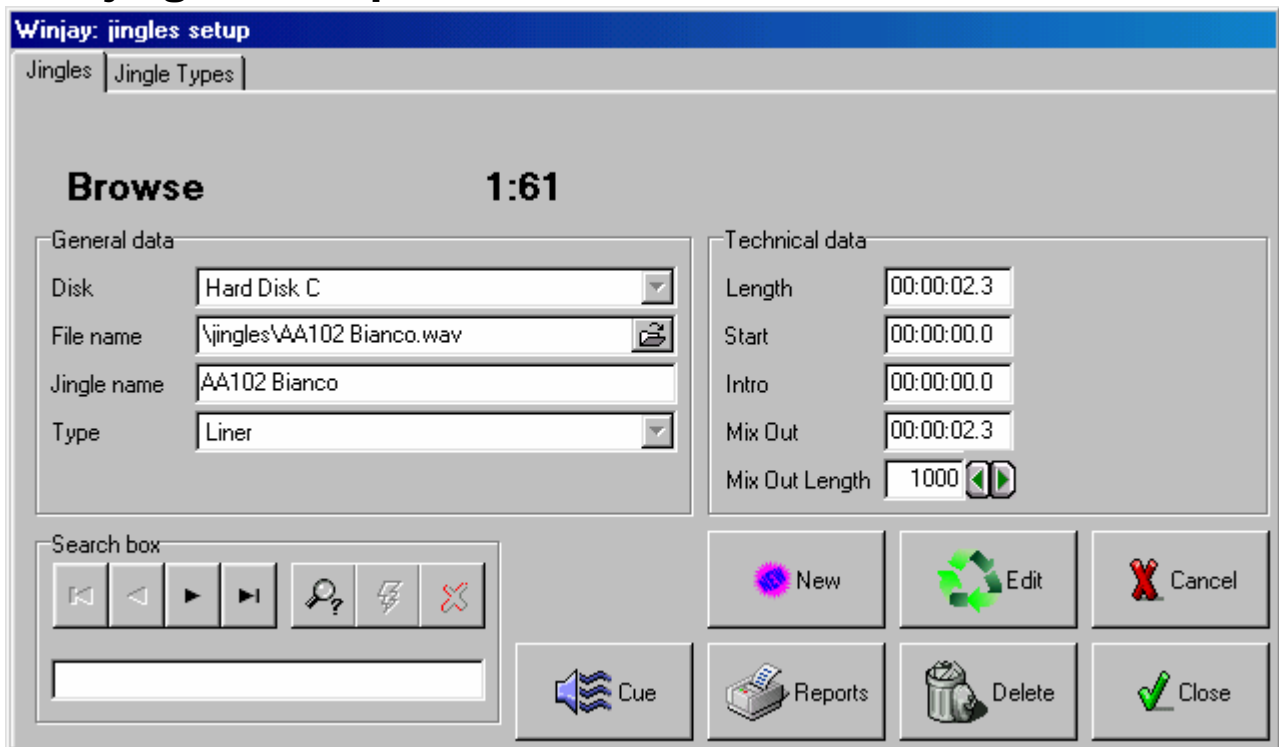 Winjay: jingles setup
Jingles Jingle Types
Browse 1:61
General data
Disk Hard Disk C
File name \jingles\AA102 Bianco.wav
Jingle name AA102 Bianco
Type Liner
Technical data
Length 00:00:02.3
Start 00:00:00.0
Intro 00:00:00.0
Mix Out 00:00:02.3
Mix Out Length 1000
Search box
New Edit Cancel
Cue Reports Delete Close